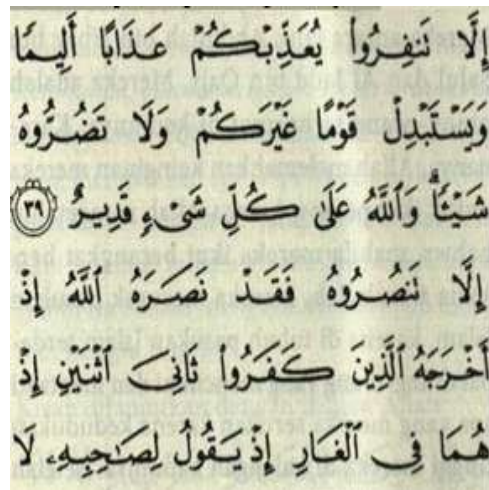 إِلَّا تَنفِرُوا۟ يُعَذِّبْكُمْ عَذَابًا أَلِيمًا
وَيَسْتَبْدِلْ قَوْمًا غَيْرَكُمْ وَلَا تَضُرُّوهُ
شَيْـًٔا ۗ وَٱللَّهُ عَلَىٰ كُلِّ شَىْءٍ قَدِيرٌ ٣٩
إِلَّا تَنصُرُوهُ فَقَدْ نَصَرَهُ ٱللَّهُ إِذْ
أَخْرَجَهُ ٱلَّذِينَ كَفَرُوا۟ ثَانِىَ ٱثْنَيْنِ إِذْ
هُمَا فِى ٱلْغَارِ إِذْ يَقُولُ لِصَـٰحِبِهِۦ لَا